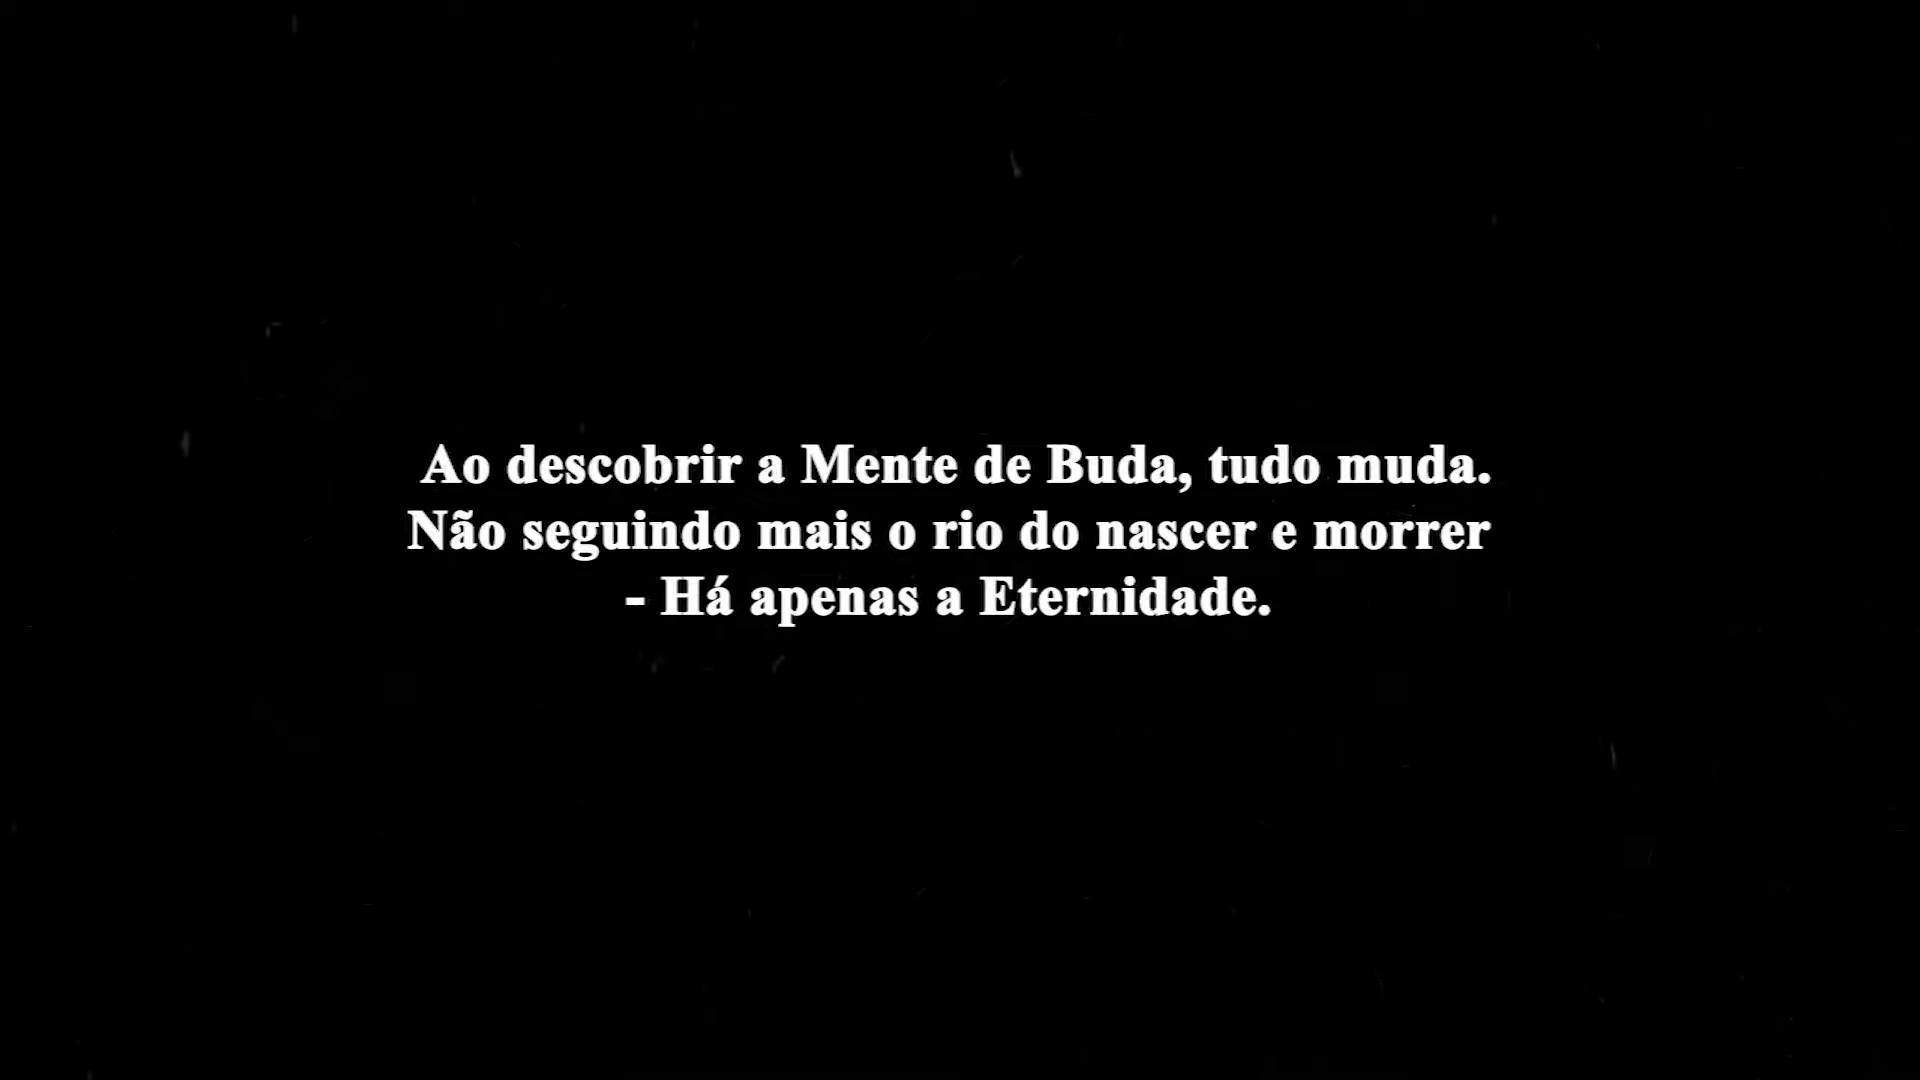 Ao descobrir a Mente de Buda, tudo muda.
Não seguindo mais o rio do nascer e morrer
- Há apenas a Eternidade.